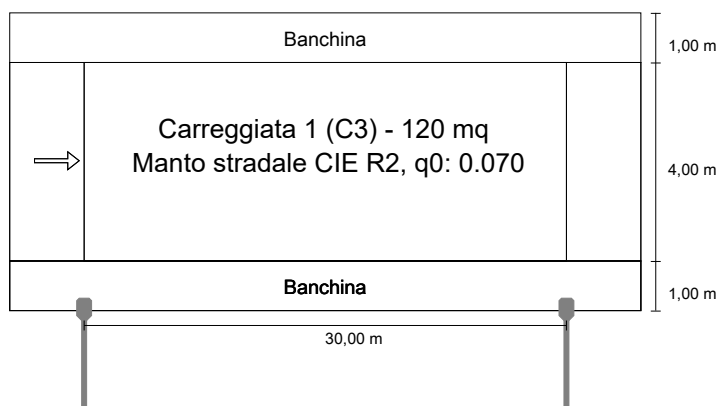 Banchina
1,00 m
Carreggiata 1 (C3) - 120 mq
Manto stradale CIE R2, q0: 0.070
4,00 m
Banchina
1,00 m
30,00 m